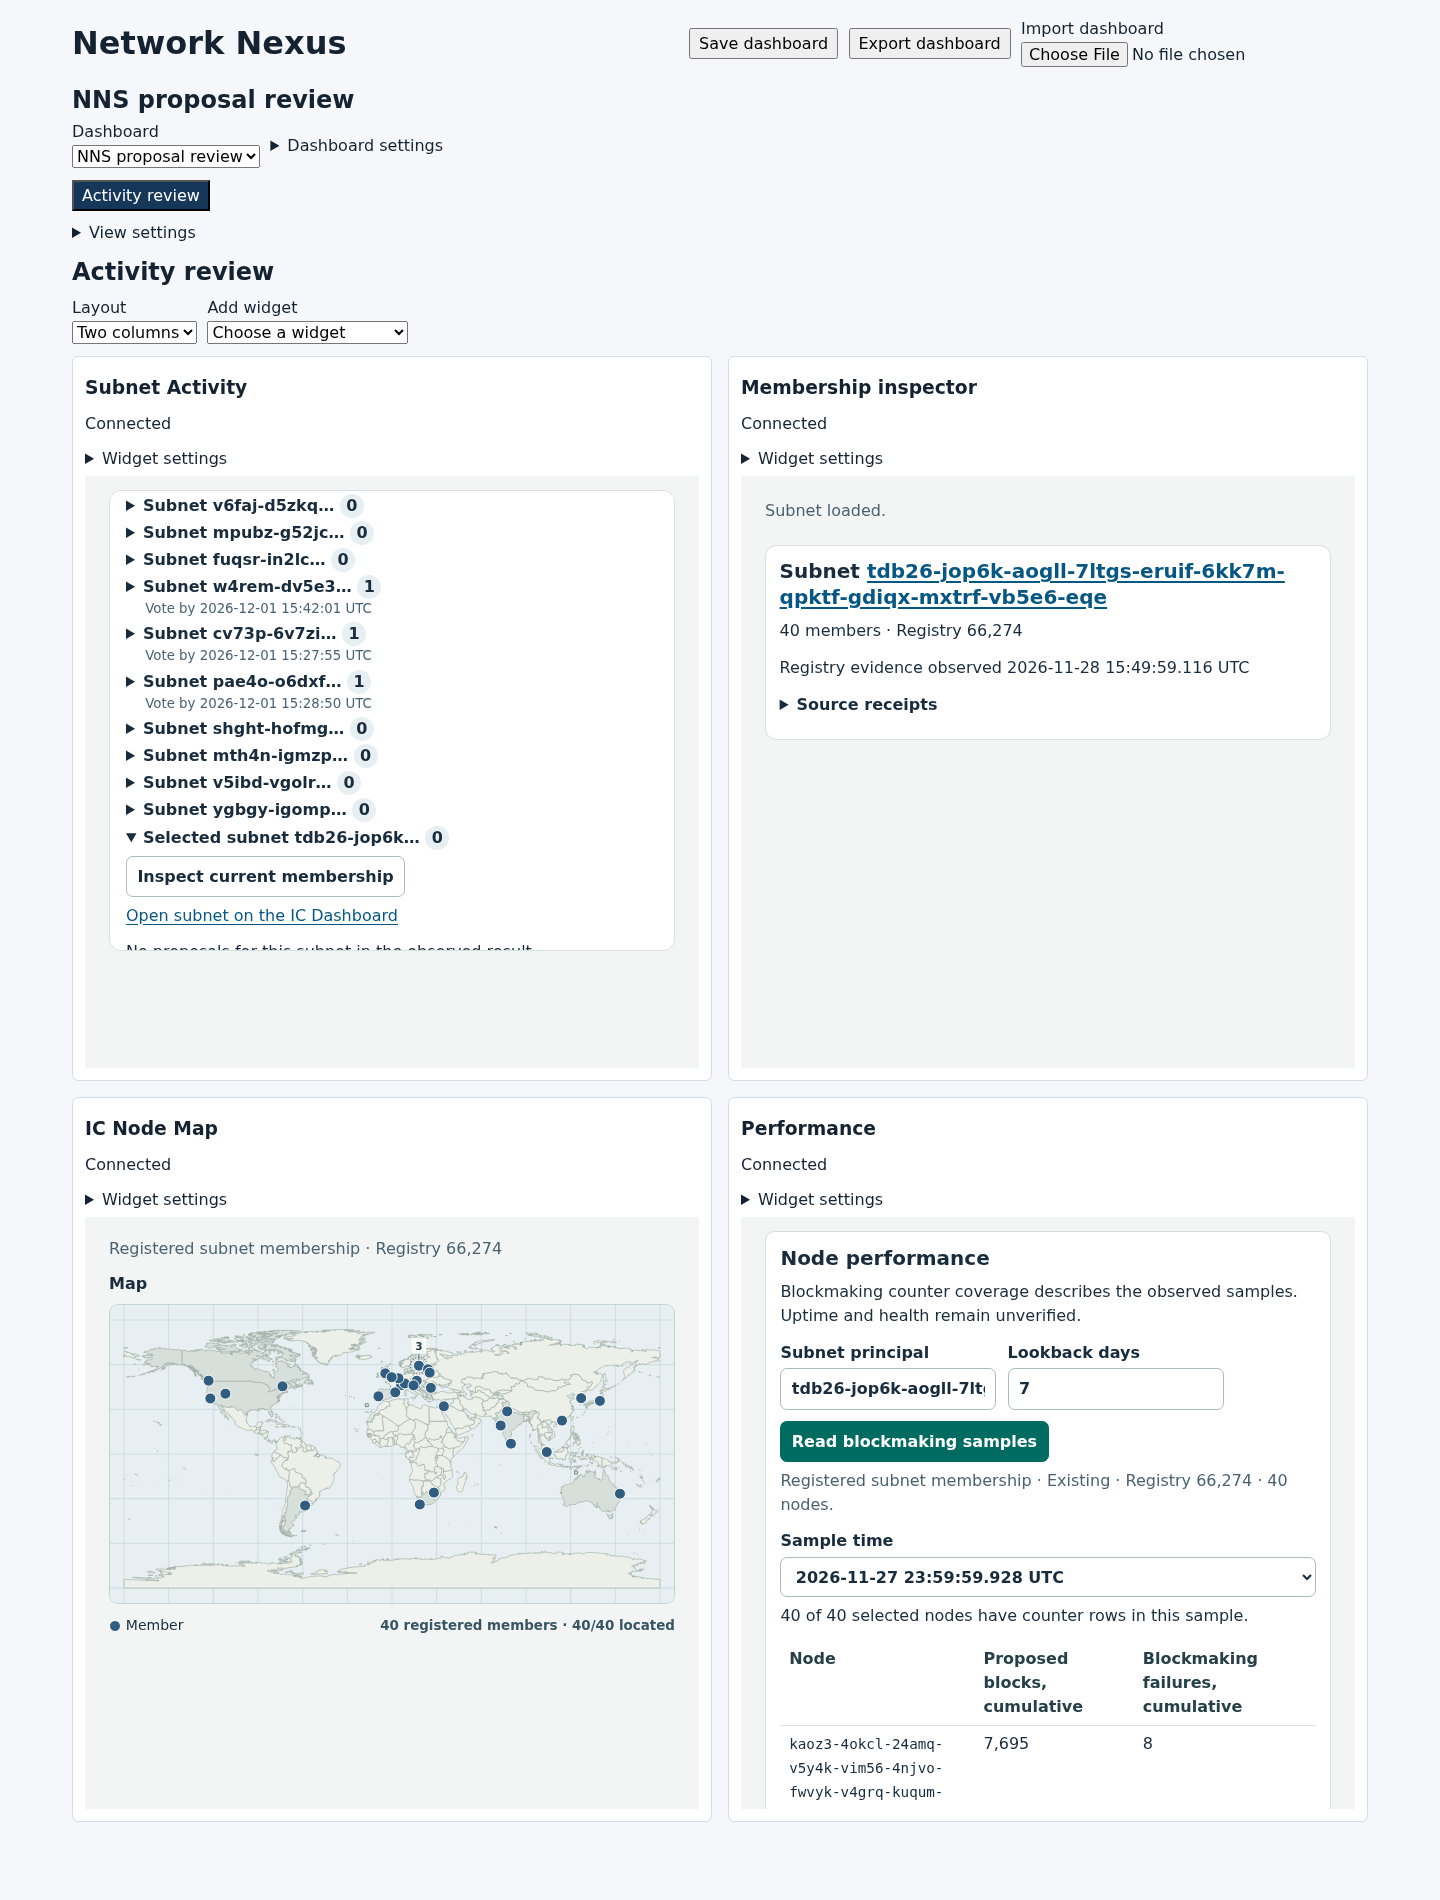 Network Nexus
Save dashboard
Export dashboard
Import dashboard
Choose File No file chosen
NNS proposal review
Dashboard
NNS proposal review
Dashboard settings
Activity review
View settings
Activity review
Layout
Two columns
Add widget
Choose a widget
Subnet Activity
Connected
Widget settings
Subnet v6faj-d5zkq… 0
Subnet mpubz-g52jc… 0
Subnet fuqsr-in2lc… 0
Subnet w4rem-dv5e3… 1
Vote by 2026-12-01 15:42:01 UTC
Subnet cv73p-6v7zi… 1
Vote by 2026-12-01 15:27:55 UTC
Subnet pae4o-o6dxf… 1
Vote by 2026-12-01 15:28:50 UTC
Subnet shght-hofmg… 0
Subnet mth4n-igmzp… 0
Subnet v5ibd-vgolr… 0
Subnet ygbgy-igomp… 0
Selected subnet tdb26-jop6k… 0
Inspect current membership
Open subnet on the IC Dashboard
No proposals for this subnet in the observed result
Membership inspector
Connected
Widget settings
Subnet loaded.
Subnet tdb26-jop6k-aogll-7ltgs-eruif-6kk7m-
qpktf-gdiqx-mxtrf-vb5e6-eqe
40 members · Registry 66,274
Registry evidence observed 2026-11-28 15:49:59.116 UTC
Source receipts
IC Node Map
Connected
Widget settings
Registered subnet membership · Registry 66,274
Map
3
Member
40 registered members · 40/40 located
Performance
Connected
Widget settings
Node performance
Blockmaking counter coverage describes the observed samples.
Uptime and health remain unverified.
Subnet principal
tdb26-jop6k-aogll-7lt
Lookback days
7
Read blockmaking samples
Registered subnet membership · Existing · Registry 66,274 · 40
nodes.
Sample time
2026-11-27 23:59:59.928 UTC
40 of 40 selected nodes have counter rows in this sample.
Node
Proposed
blocks,
cumulative
Blockmaking
failures,
cumulative
kaoz3-4okcl-24amq-
v5y4k-vim56-4njvo-
fwvyk-v4grq-kuqum-
7,695
8